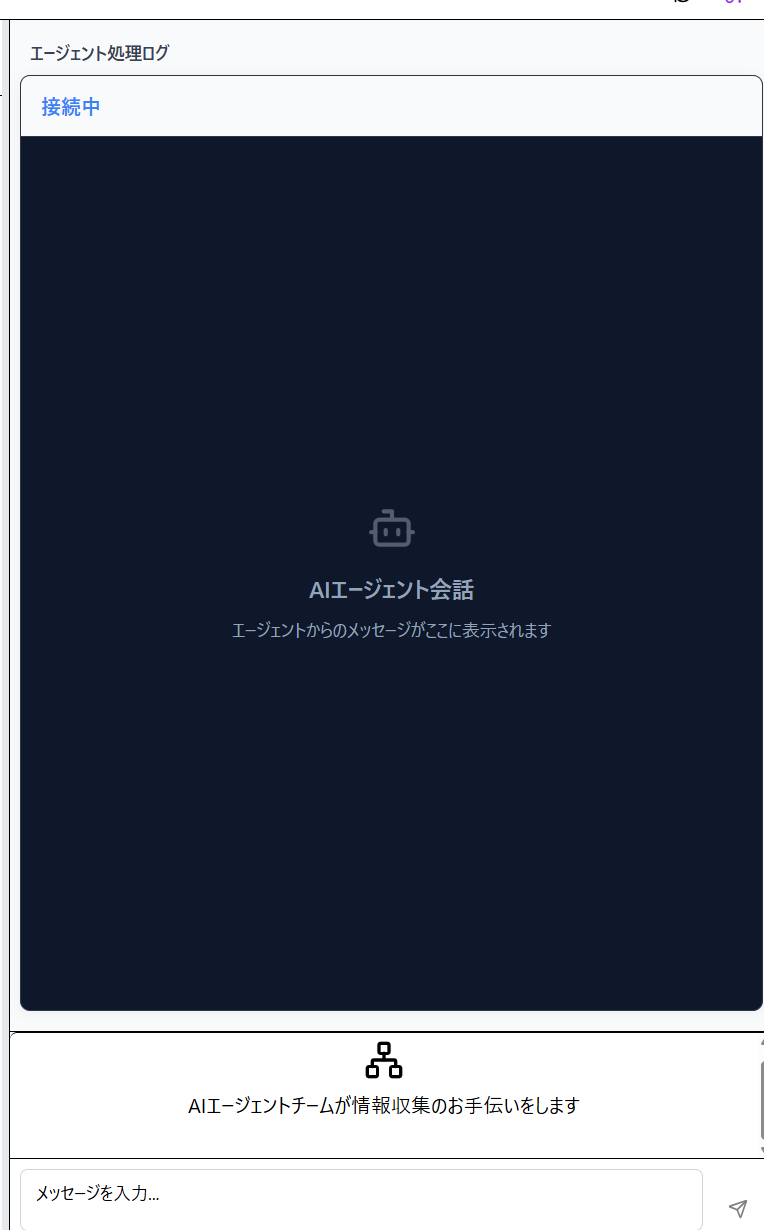 エージェント処理ログ
接続中
AIエージェント会話
エージェントからのメッセージがここに表示されます
AIエージェントチームが情報収集のお手伝いをします
メッセージを入力...